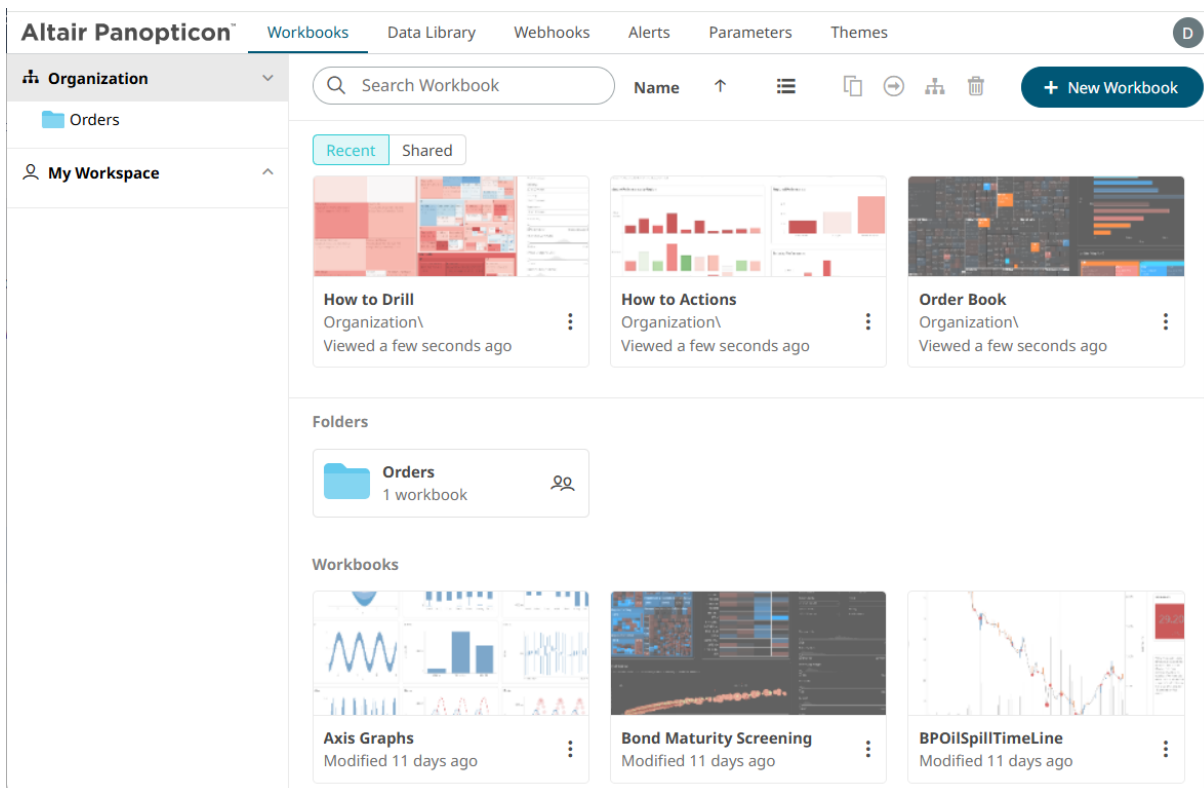 Altair Panopticon™ Workbooks Data Library Webhooks Alerts Parameters Themes D
Organization
Orders
My Workspace
Search Workbook Name + New Workbook
Recent Shared
How to Drill
Organization\
Viewed a few seconds ago
How to Actions
Organization\
Viewed a few seconds ago
Order Book
Organization\
Viewed a few seconds ago
Folders
Orders
1 workbook
Workbooks
29.20
Axis Graphs
Modified 11 days ago
Bond Maturity Screening
Modified 11 days ago
BPOilSpillTimeLine
Modified 11 days ago